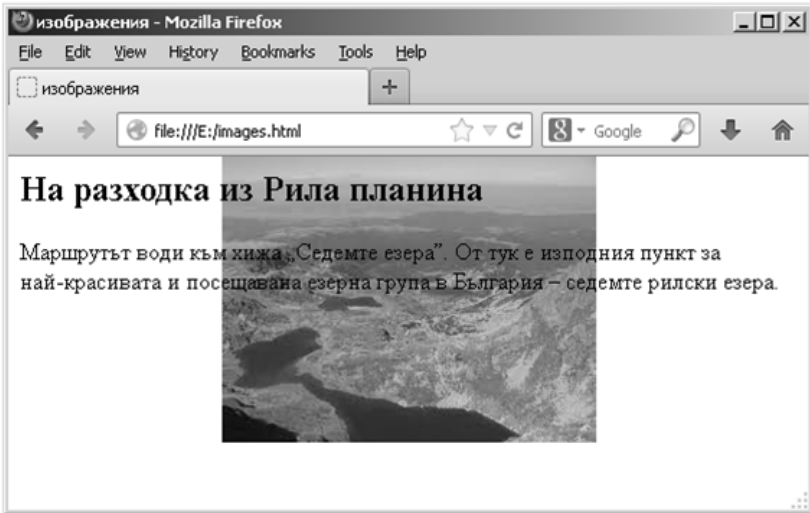 изображения - Mozilla Firefox
File Edit View History Bookmarks Tools Help
изображения +
file:///E:/images.html 8 Google
На разходка из Рила планина
Маршрутът води към хижа „Седемте езера”. От тук е изподния пункт за
най-красивата и посещавана езерна група в България – седемте рилски езера.